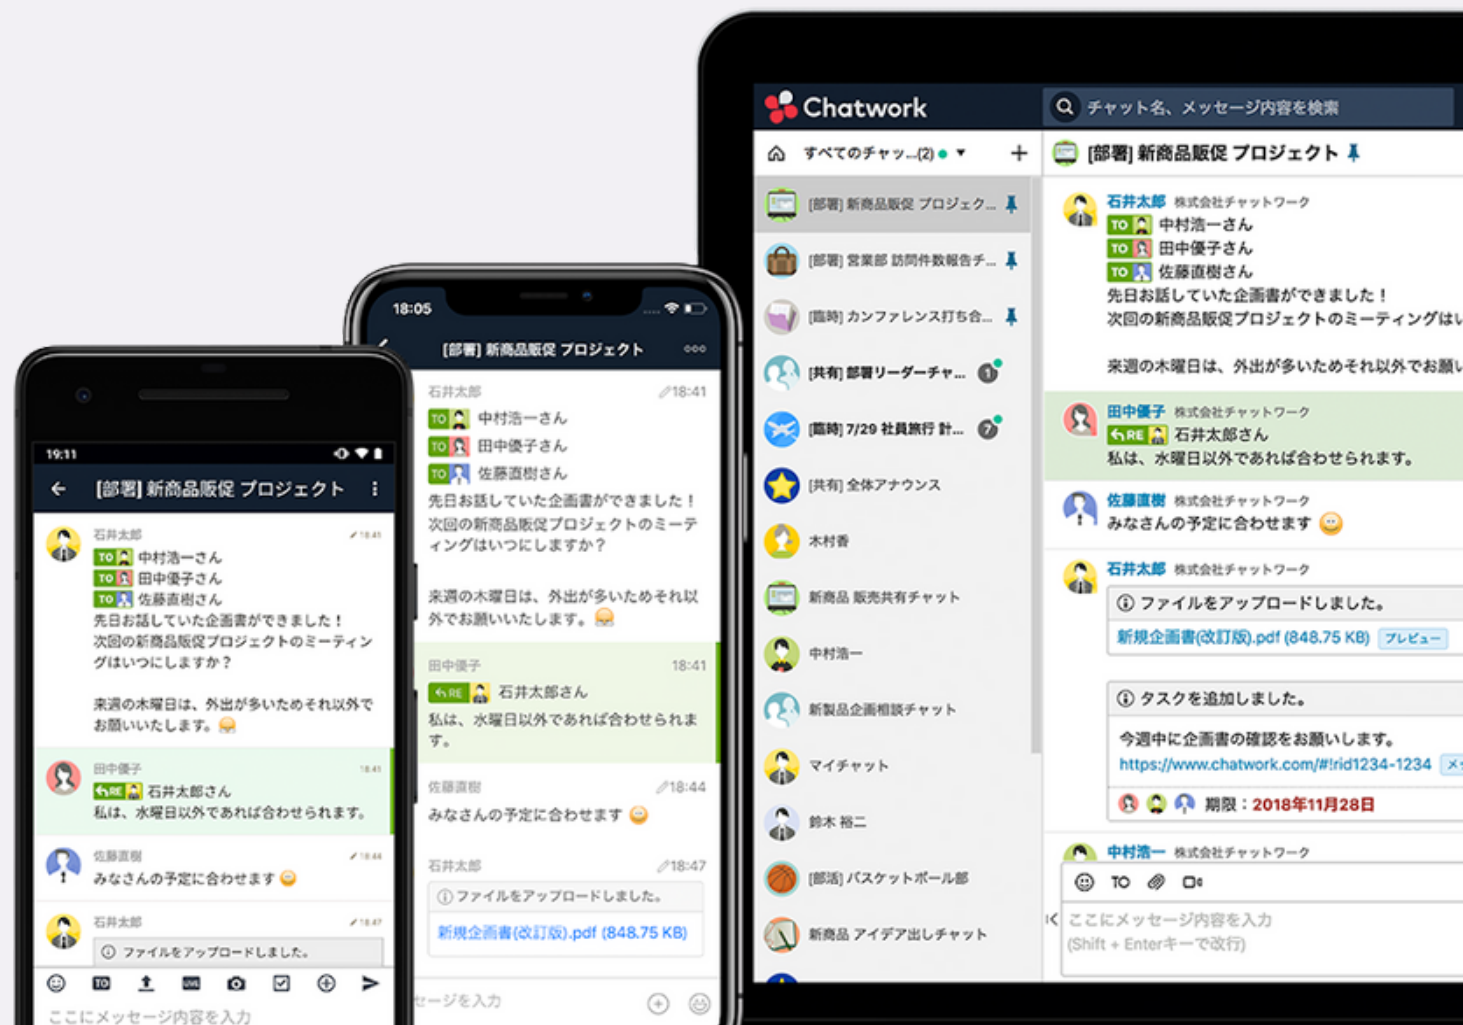 19:11
[部署] 新商品販促 プロジェクト
石井太郎
18:41
TO 中村浩一さん
TO 田中優子さん
TO 佐藤直樹さん
先日お話していた企画書ができました！
次回の新商品販促プロジェクトのミーティン
グはいつにしますか？
来週の木曜日は、外出が多いためそれ以外で
お願いいたします。
田中優子
18:41
RE 石井太郎さん
私は、水曜日以外であれば合わせられます。
佐藤直樹
18:44
みなさんの予定に合わせます
石井太郎
18:47
ファイルをアップロードしました。
TO
LIVE
ここにメッセージ内容を入力
18:05
[部署] 新商品販促 プロジェクト
石井太郎
18:41
TO 中村浩一さん
TO 田中優子さん
TO 佐藤直樹さん
先日お話していた企画書ができました！
次回の新商品販促プロジェクトのミーテ
ィングはいつにしますか？
来週の木曜日は、外出が多いためそれ以
外でお願いいたします。
田中優子
18:41
RE 石井太郎さん
私は、水曜日以外であれば合わせられま
す。
佐藤直樹
18:44
みなさんの予定に合わせます
石井太郎
18:47
ファイルをアップロードしました。
新規企画書(改訂版).pdf (848.75 KB)
セージを入力
Chatwork
チャット名、メッセージ内容を検索
すべてのチャッ...(2)
[部署] 新商品販促 プロジェク...
[部署] 営業部 訪問件数報告チ...
[臨時] カンファレンス打ち合...
[共有] 部署リーダーチャ... 1
[臨時] 7/29 社員旅行 計... 7
[共有] 全体アナウンス
木村香
新商品 販売共有チャット
中村浩一
新製品企画相談チャット
マイチャット
鈴木 裕二
[部活] バスケットボール部
新商品 アイデア出しチャット
[部署] 新商品販促 プロジェクト
石井太郎 株式会社チャットワーク
TO 中村浩一さん
TO 田中優子さん
TO 佐藤直樹さん
先日お話していた企画書ができました！
次回の新商品販促プロジェクトのミーティングはい
来週の木曜日は、外出が多いためそれ以外でお願い
田中優子 株式会社チャットワーク
RE 石井太郎さん
私は、水曜日以外であれば合わせられます。
佐藤直樹 株式会社チャットワーク
みなさんの予定に合わせます
石井太郎 株式会社チャットワーク
ファイルをアップロードしました。
新規企画書(改訂版).pdf (848.75 KB) プレビュー
タスクを追加しました。
今週中に企画書の確認をお願いします。
https://www.chatwork.com/#!rid1234-1234
期限：2018年11月28日
中村浩一 株式会社チャットワーク
TO
ここにメッセージ内容を入力
(Shift + Enterキーで改行)